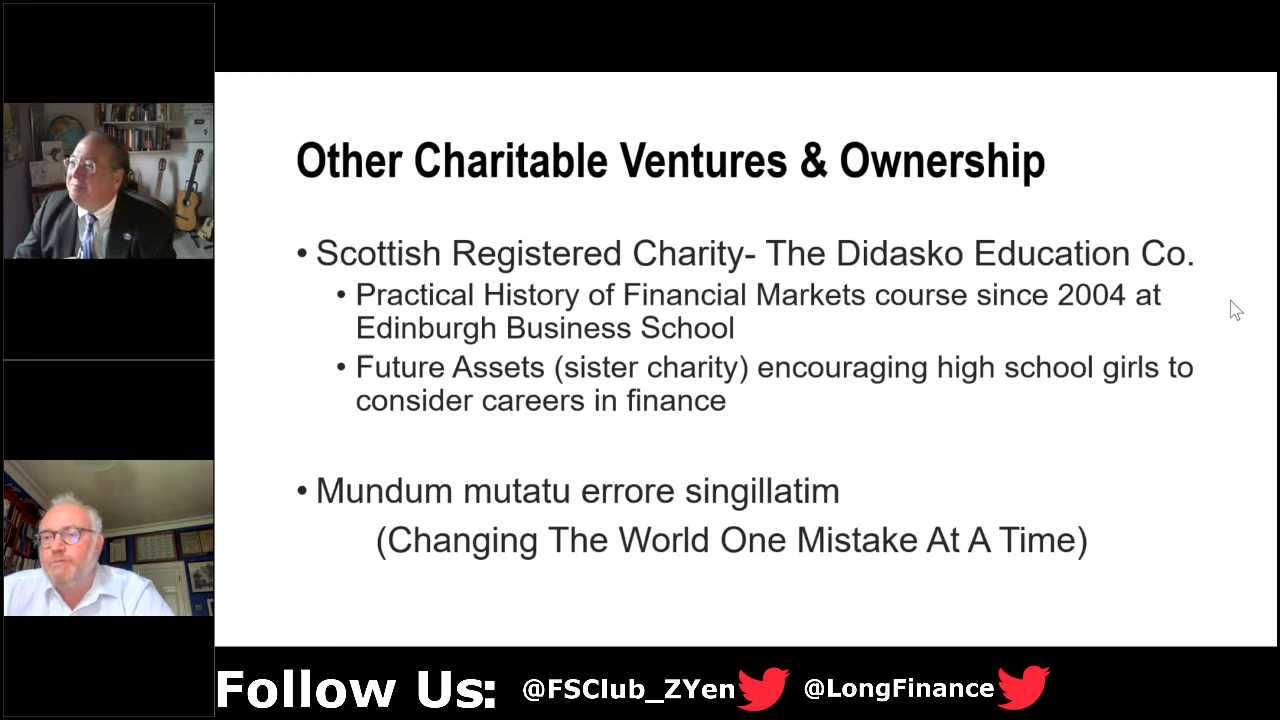 Other Charitable Ventures & Ownership
• Scottish Registered Charity- The Didasko Education Co.
• Practical History of Financial Markets course since 2004 at
Edinburgh Business School
• Future Assets (sister charity) encouraging high school girls to
consider careers in finance
• Mundum mutatu errore singillatim
(Changing The World One Mistake At A Time)
Follow Us: @FSClub_ZYen @LongFinance